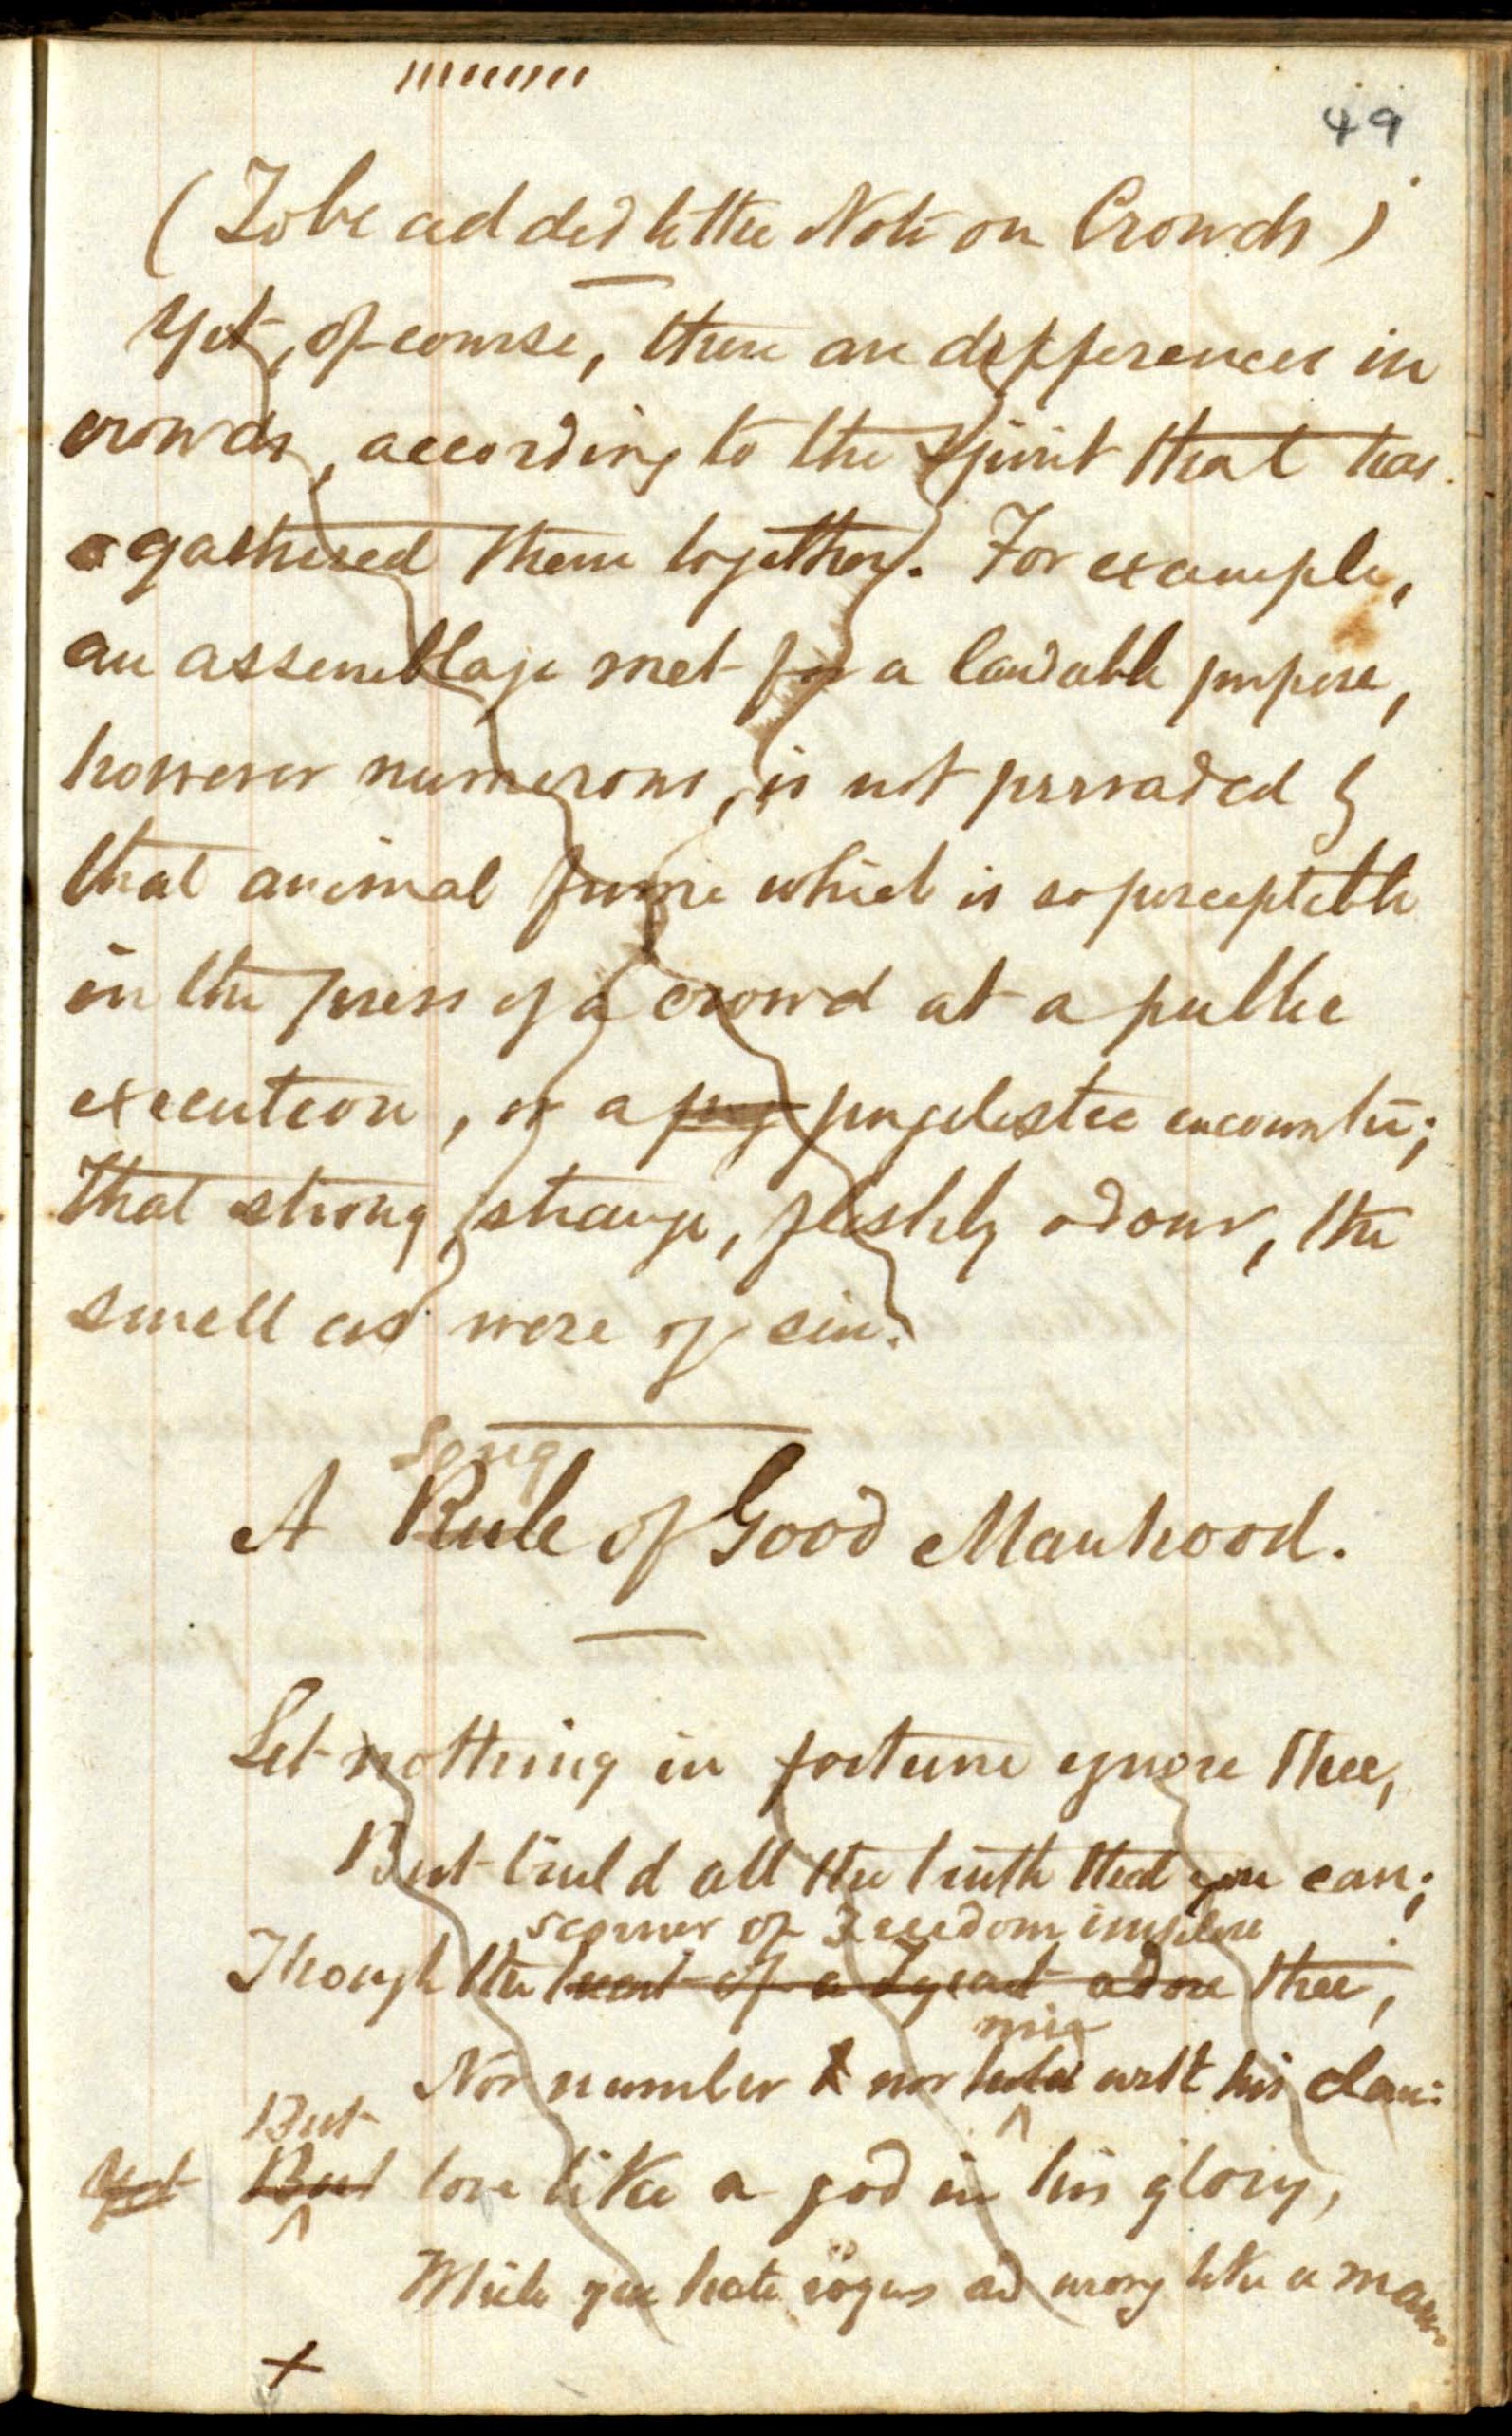 49
(To be added to the Note on Crowds)
Yet, of course, there are differences in
crowds, according to the spirit that has
gathered them together. For example,
an assemblage met for a laudable purpose,
however numerous, is not pervaded by
that animal fume which is so perceptible
in the press of a crowd at a public
execution, or a pug pugilistic encounter;
that strong, strange, fleshly odour, the
smell as were of sin.
Song
A Rule of Good Manhood.
Let nothing in fortune ignore thee,
But build all the truth that you can;
scorner of Freedom implore
Though the heart of a Tyrant adore thee,
mix
Nor number nor hold with his clan:
But
Yet But love like a god in his glory,
While you hate rogues and wrong like a man.